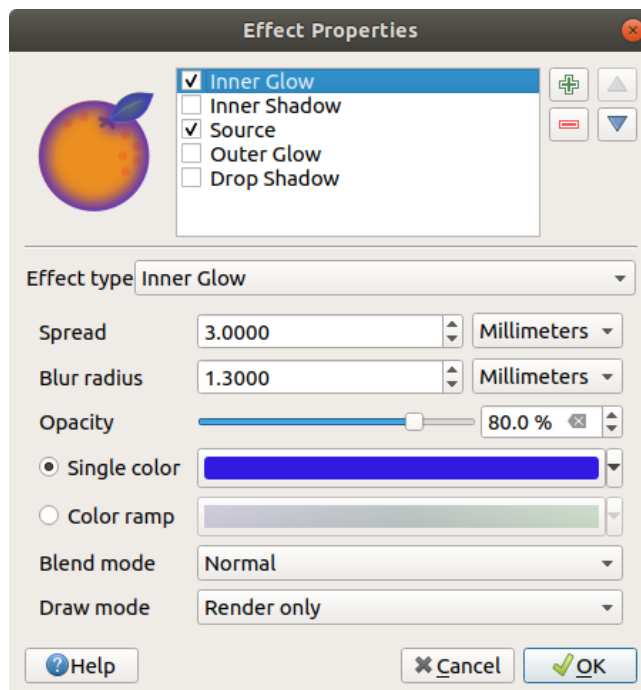 Effect Properties
Inner Glow
Inner Shadow
Source
Outer Glow
Drop Shadow
Effect type Inner Glow
Spread 3.0000 Millimeters
Blur radius 1.3000 Millimeters
Opacity 80.0 %
Single color
Color ramp
Blend mode Normal
Draw mode Render only
?Help Cancel OK